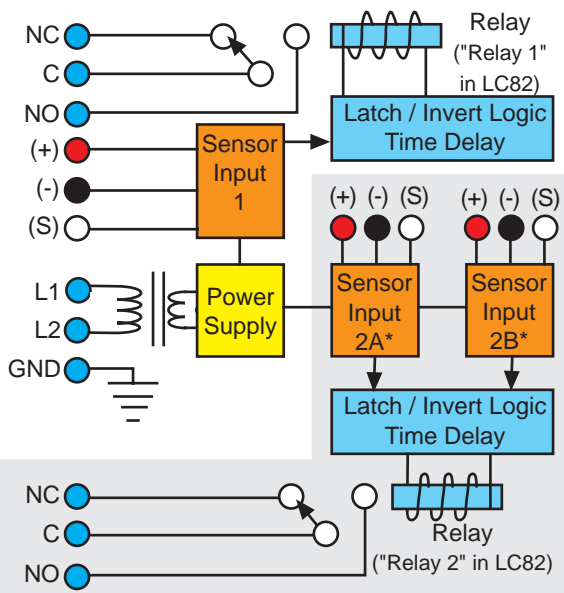 NC
C
NO
(+)
(-)
(S)
Relay
("Relay 1"
in LC82)
Latch / Invert Logic
Time Delay
Sensor
Input
1
(+) (-) (S)
(+) (-) (S)
L1
L2
GND
Power
Supply
Sensor
Input
2A*
Sensor
Input
2B*
Latch / Invert Logic
Time Delay
NC
C
NO
Relay
("Relay 2" in LC82)